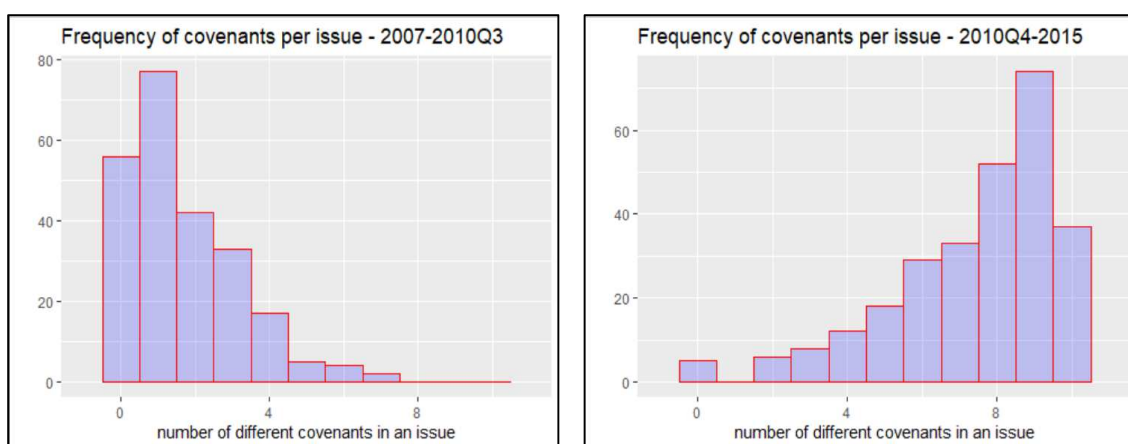 Frequency of covenants per issue - 2007-2010Q3
80
60
40
20
0
0 4 8
number of different covenants in an issue
Frequency of covenants per issue - 2010Q4-2015
60
40
20
0
0 4 8
number of different covenants in an issue